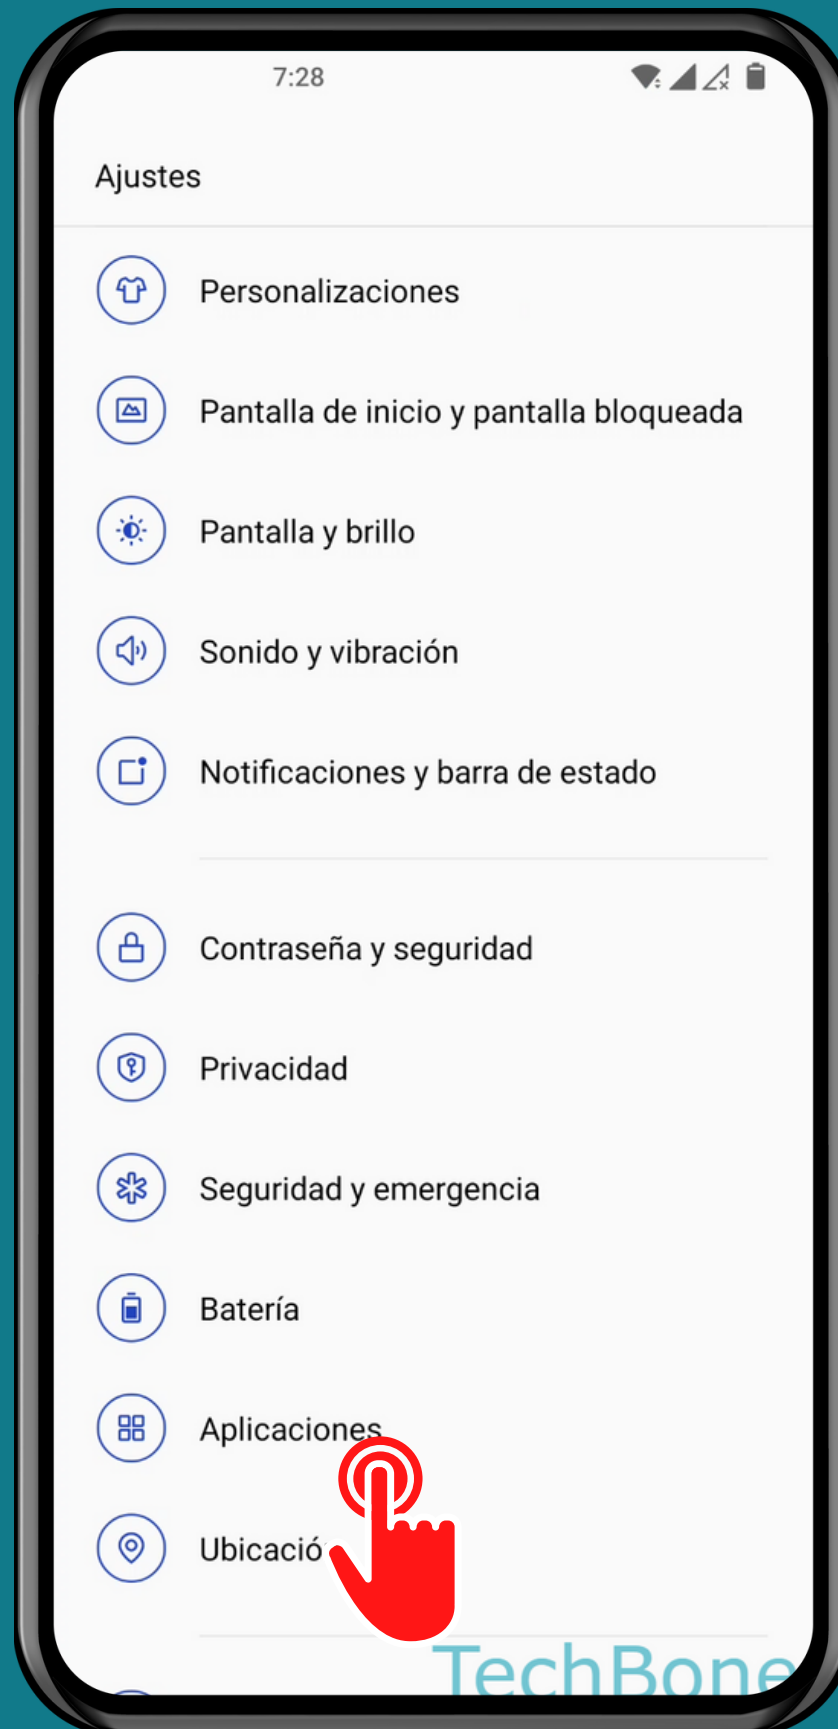 7:28
Ajustes
Personalizaciones
Pantalla de inicio y pantalla bloqueada
Pantalla y brillo
Sonido y vibración
Notificaciones y barra de estado
Contraseña y seguridad
Privacidad
Seguridad y emergencia
Batería
Aplicaciones
Ubicació
TechBone